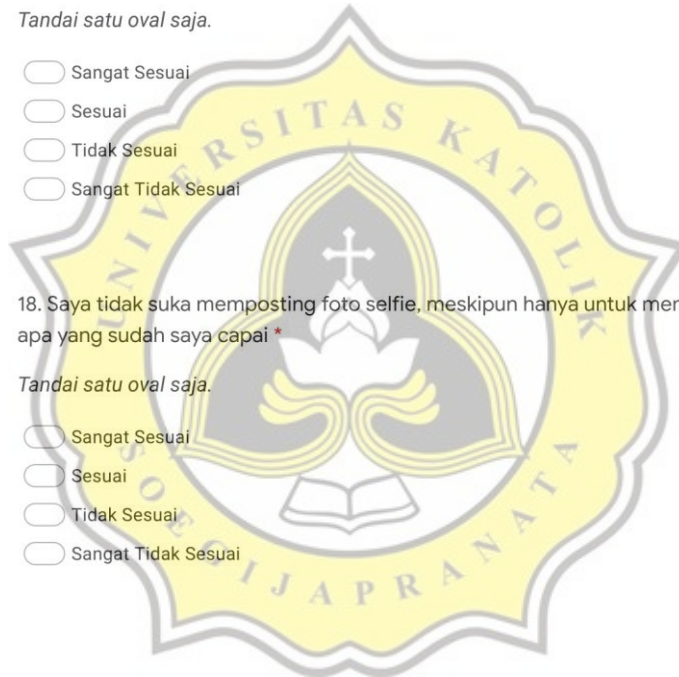 Tandai satu oval saja.
Sangat Sesuai
Sesuai
Tidak Sesuai
Sangat Tidak Sesuai
UNIVERSITAS KATOLIK
18. Saya tidak suka memposting foto selfie, meskipun hanya untuk
apa yang sudah saya capai *
Tandai satu oval saja.
Sangat Sesuai
Sesuai
Tidak Sesuai
Sangat Tidak Sesuai
SOEGIJAPRANATA